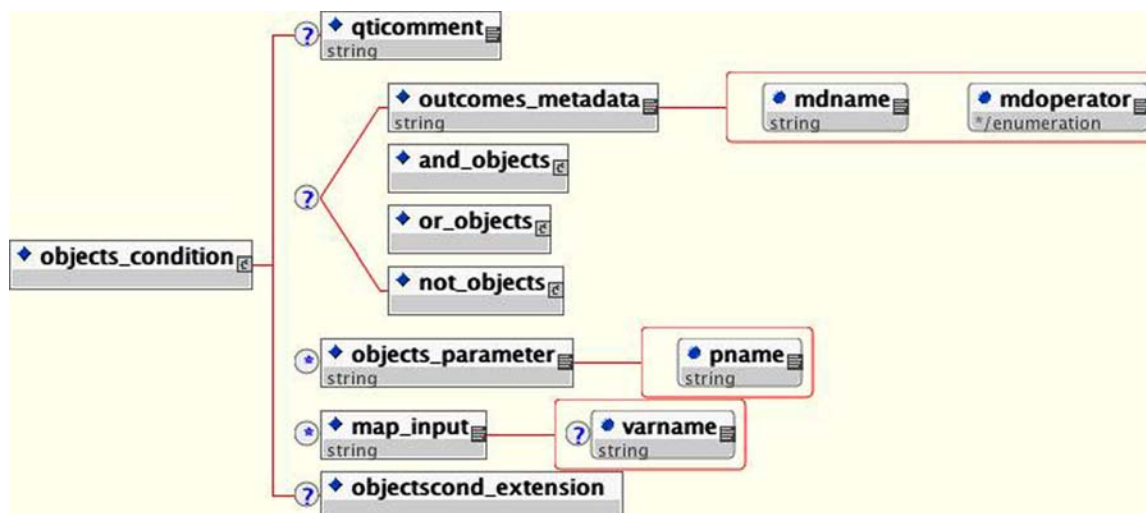 ?
qticomment
string
outcomes_metadata
string
mdname
string
mdoperator
*/enumeration
and_objects
?
or_objects
objects_condition
not_objects
*
objects_parameter
string
pname
string
*
map_input
string
?
varname
string
?
objectscond_extension